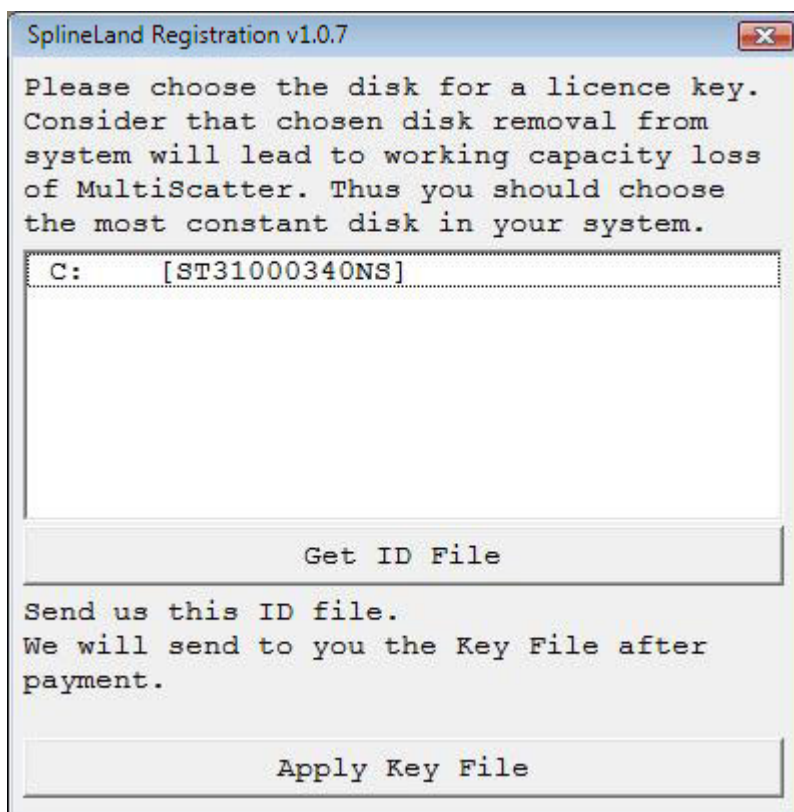 SplineLand Registration v1.0.7
Please choose the disk for a licence key.
Consider that chosen disk removal from
system will lead to working capacity loss
of MultiScatter. Thus you should choose
the most constant disk in your system.
C: [ST31000340NS]
Get ID File
Send us this ID file.
We will send to you the Key File after
payment.
Apply Key File